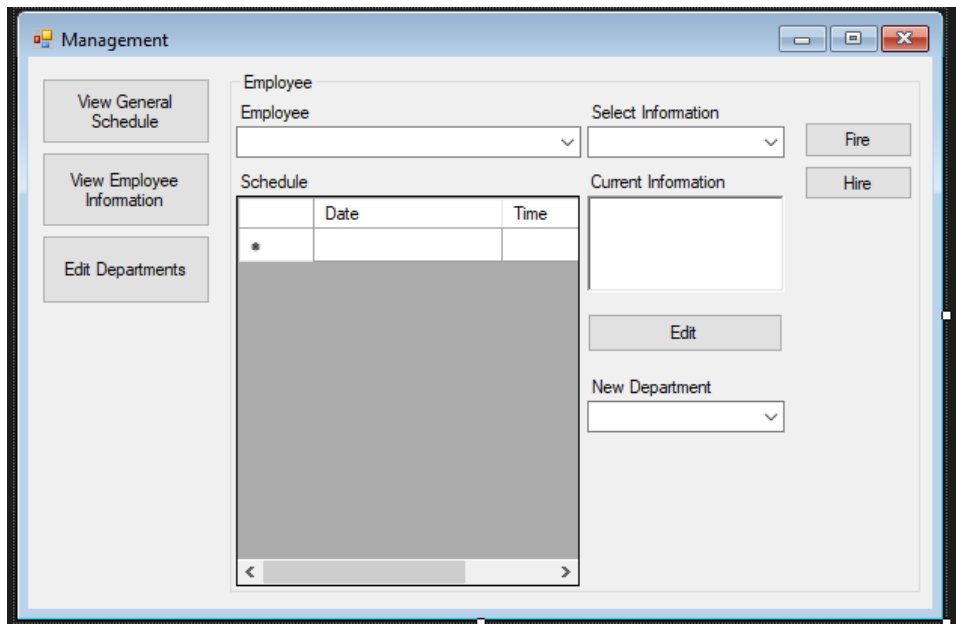 Management
View General
Schedule
View Employee
Information
Edit Departments
Employee
Employee
Select Information
Fire
Schedule
Current Information
Hire
Date Time
Edit
New Department